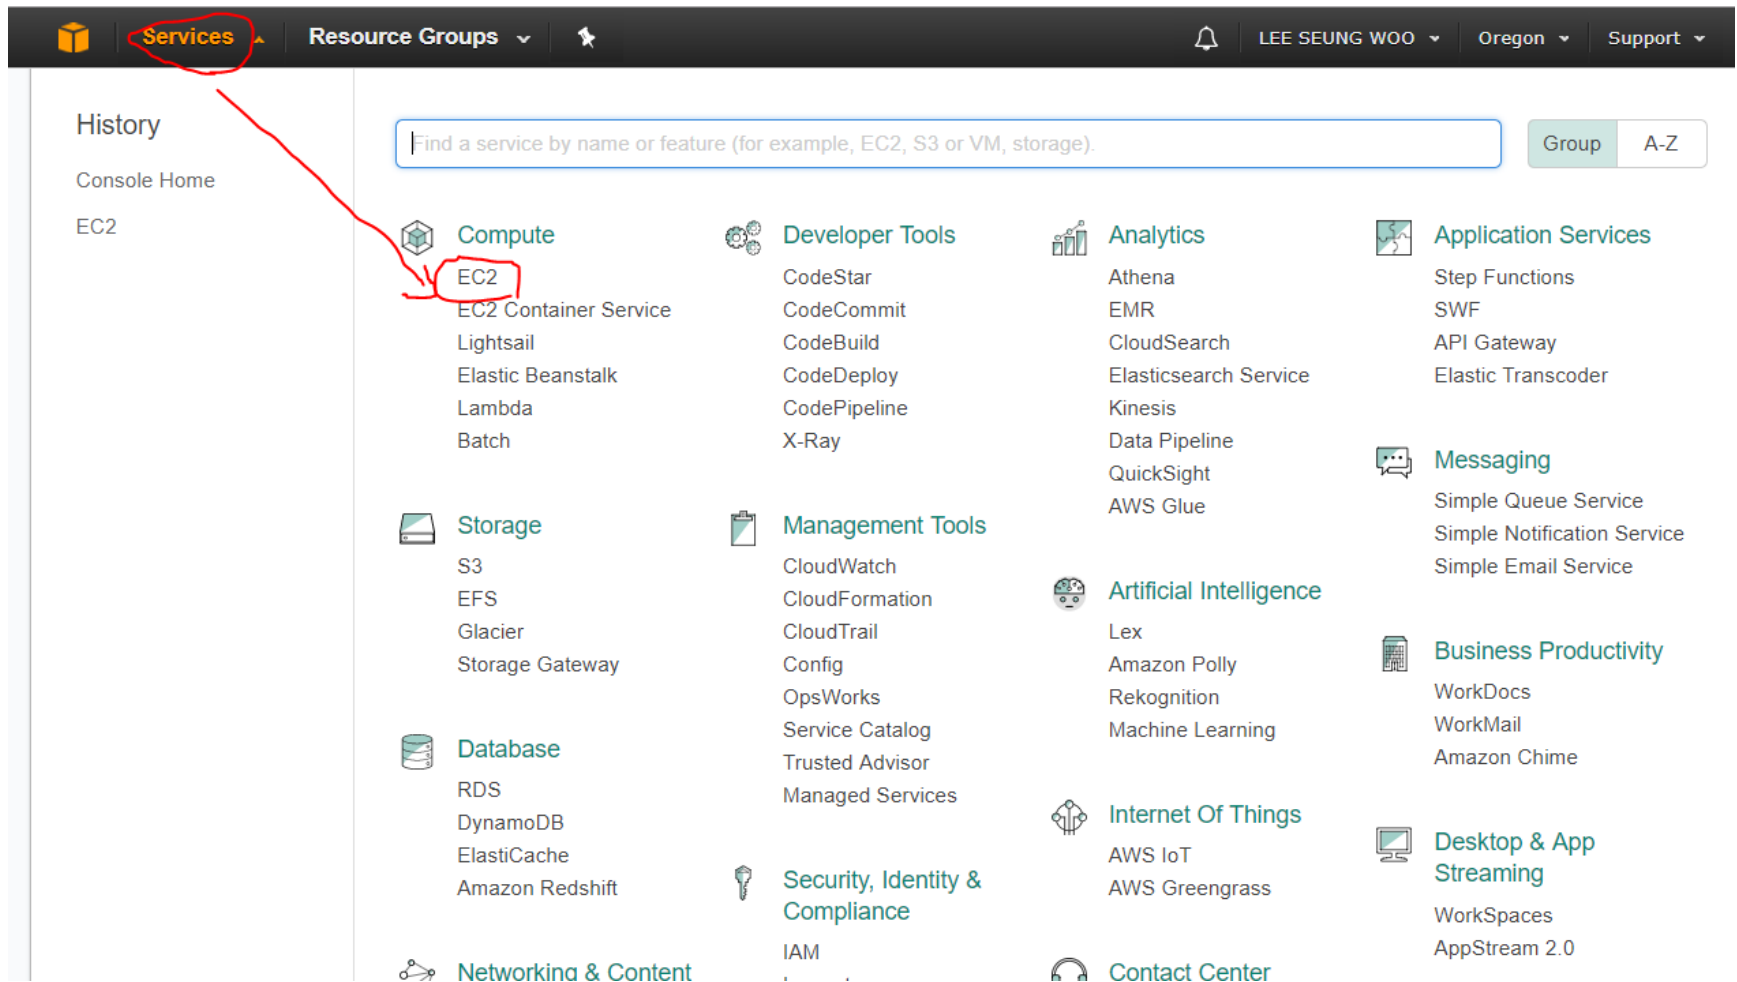 Services
Resource Groups
LEE SEUNG WOO
Oregon
Support
History
Console Home
EC2
Find a service by name or feature (for example, EC2, S3 or VM, storage).
Group
A-Z
Compute
EC2
EC2 Container Service
Lightsail
Elastic Beanstalk
Lambda
Batch
Storage
S3
EFS
Glacier
Storage Gateway
Database
RDS
DynamoDB
ElastiCache
Amazon Redshift
Networking & Content
Developer Tools
CodeStar
CodeCommit
CodeBuild
CodeDeploy
CodePipeline
X-Ray
Management Tools
CloudWatch
CloudFormation
CloudTrail
Config
OpsWorks
Service Catalog
Trusted Advisor
Managed Services
Security, Identity &
Compliance
IAM
Analytics
Athena
EMR
CloudSearch
Elasticsearch Service
Kinesis
Data Pipeline
QuickSight
AWS Glue
Artificial Intelligence
Lex
Amazon Polly
Rekognition
Machine Learning
Internet Of Things
AWS IoT
AWS Greengrass
Contact Center
Application Services
Step Functions
SWF
API Gateway
Elastic Transcoder
Messaging
Simple Queue Service
Simple Notification Service
Simple Email Service
Business Productivity
WorkDocs
WorkMail
Amazon Chime
Desktop & App
Streaming
WorkSpaces
AppStream 2.0